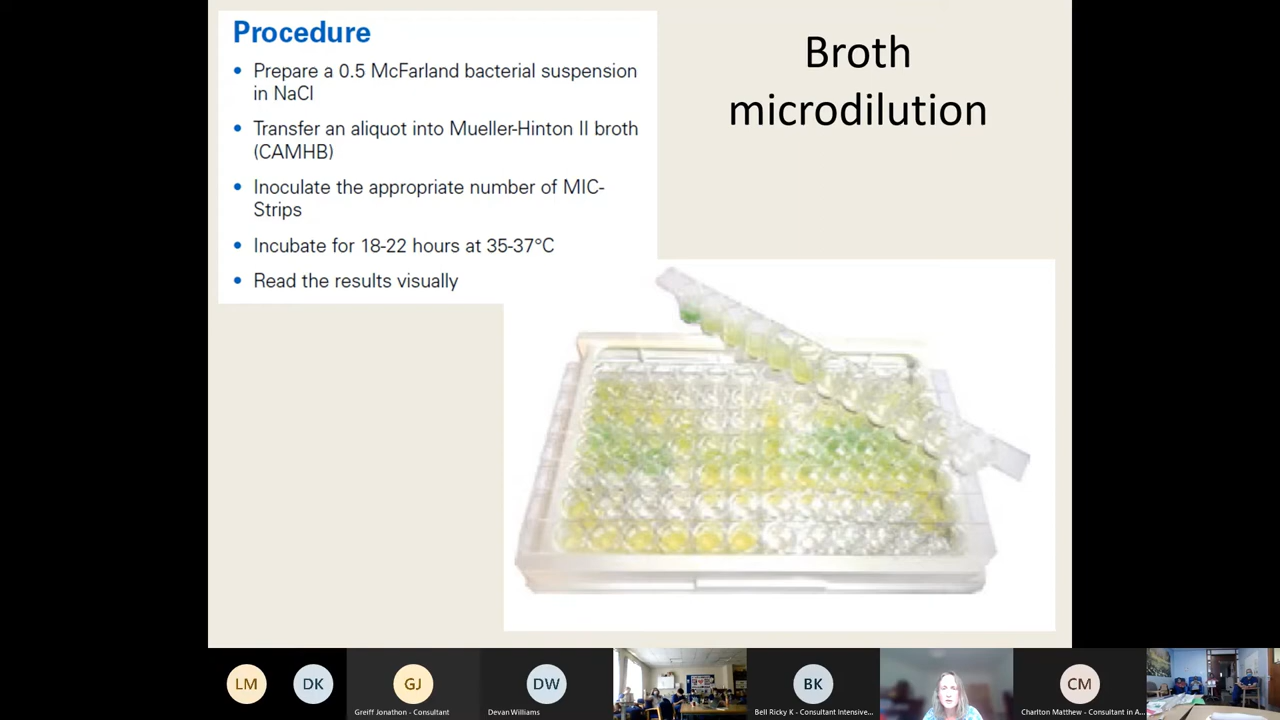 Procedure
• Prepare a 0.5 McFarland bacterial suspension
in NaCl
• Transfer an aliquot into Mueller-Hinton II broth
(CAMHB)
• Inoculate the appropriate number of MIC-
Strips
• Incubate for 18-22 hours at 35-37°C
• Read the results visually
Broth
microdilution
LM
DK
GJ
Greiff Jonathon - Consultant
DW
Devan Williams
BK
Bell Ricky K - Consultant Intensive...
CM
Charlton Matthew - Consultant in A...